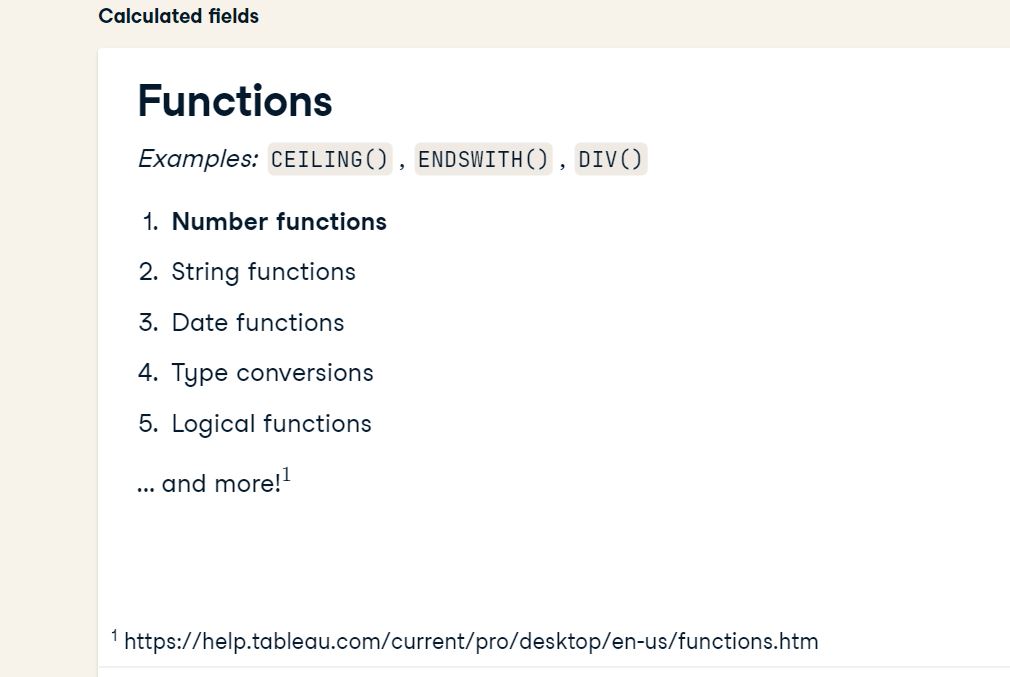 Calculated fields
Functions
Examples: CEILING() , ENDSWITH() , DIV()
1. Number functions
2. String functions
3. Date functions
4. Type conversions
5. Logical functions
... and more!¹
¹ https://help.tableau.com/current/pro/desktop/en-us/functions.htm